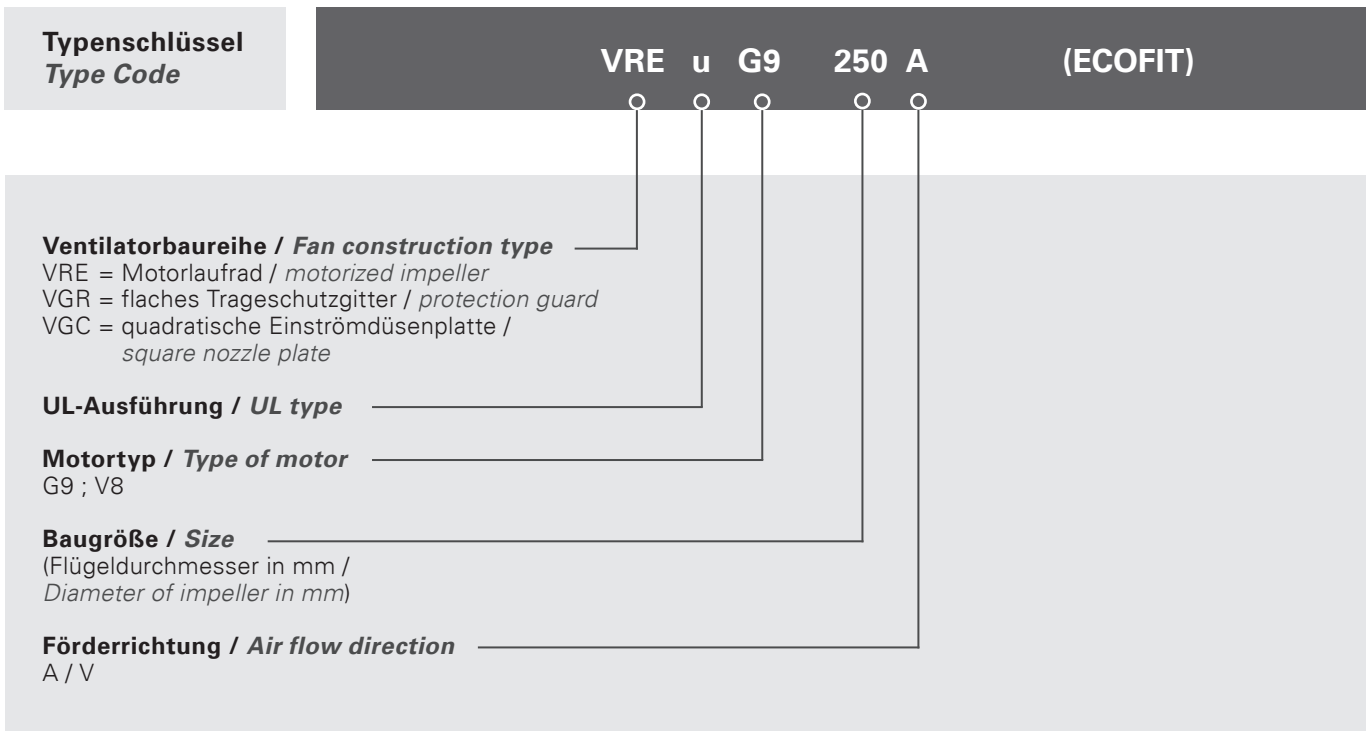 Typenschlüssel
Type Code
VRE u G9 250 A (ECOFIT)
Ventilatorbaureihe / Fan construction type
VRE = Motorlaufrad / motorized impeller
VGR = flaches Trageschutzgitter / protection guard
VGC = quadratische Einströmdüsenplatte /
square nozzle plate
UL-Ausführung / UL type
Motortyp / Type of motor
G9 ; V8
Baugröße / Size
(Flügeldurchmesser in mm /
Diameter of impeller in mm)
Förderrichtung / Air flow direction
A / V